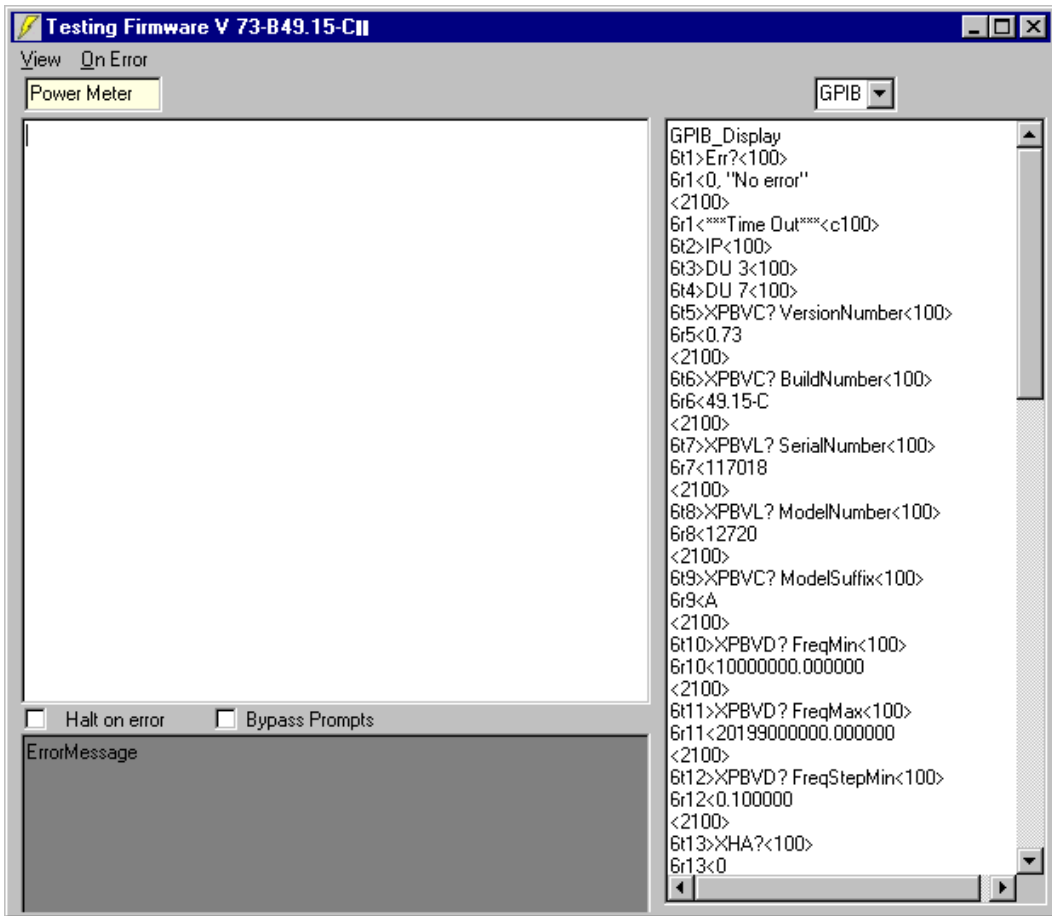 Testing Firmware V 73-B49.15-CII
View On Error
Power Meter
GPIB
GPIB_Display
6t1>Err?<100>
6r1<0, "No error"
<2100>
6r1<***Time Out***<c100>
6t2>IP<100>
6t3>DU 3<100>
6t4>DU 7<100>
6t5>XPBVC? VersionNumber<100>
6r5<0.73
<2100>
6t6>XPBVC? BuildNumber<100>
6r6<49.15-C
<2100>
6t7>XPBVL? SerialNumber<100>
6r7<117018
<2100>
6t8>XPBVL? ModelNumber<100>
6r8<12720
<2100>
6t9>XPBVC? ModelSuffix<100>
6r9<A
<2100>
6t10>XPBVD? FreqMin<100>
6r10<10000000.000000
<2100>
6t11>XPBVD? FreqMax<100>
6r11<20199000000.000000
<2100>
6t12>XPBVD? FreqStepMin<100>
6r12<0.100000
<2100>
6t13>XHA?<100>
6r13<0
Halt on error
Bypass Prompts
ErrorMessage